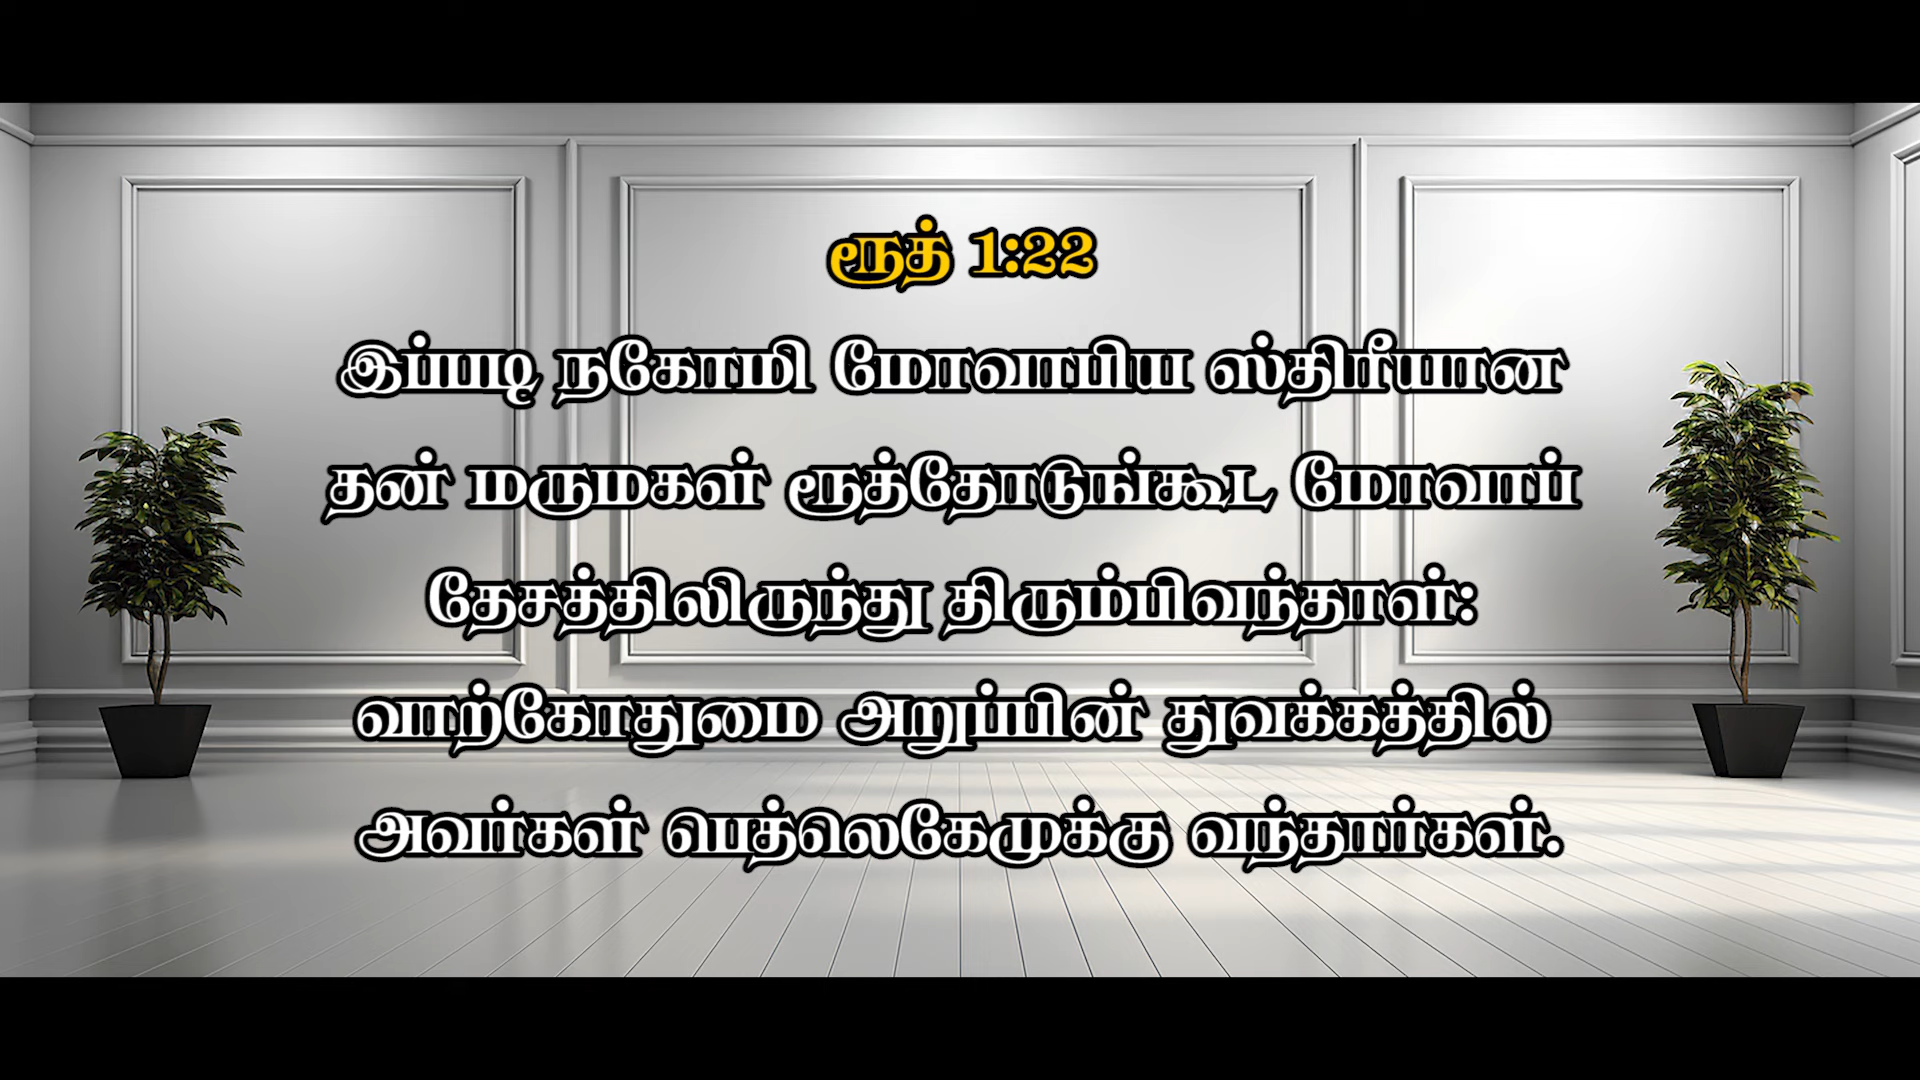 ரூத் 1:22
இப்படி நகோமி மோவாபிய ஸ்திரீயான
தன் மருமகள் ரூத்தோடுங்கூட மோவாப்
தேசத்திலிருந்து திரும்பிவந்தாள்:
வாற்கோதுமை அறுப்பின் துவக்கத்தில்
அவர்கள் பெத்லெகேமுக்கு வந்தார்கள்.